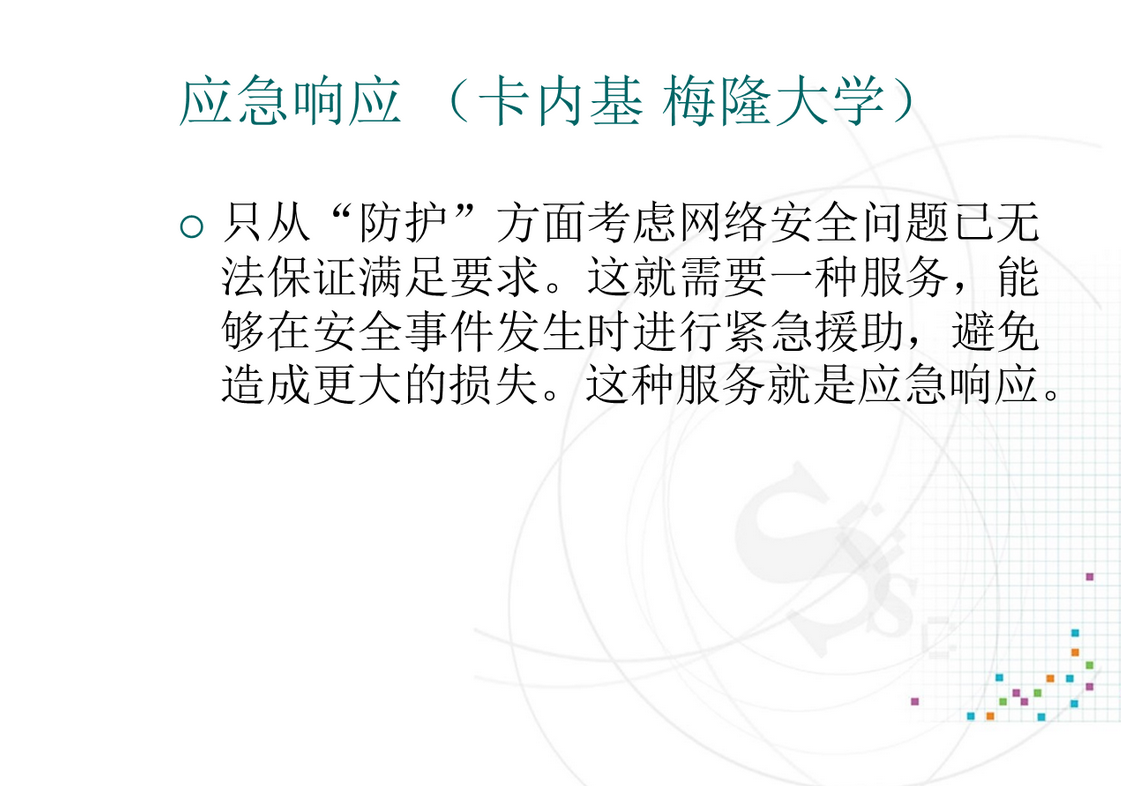 应急响应 （卡内基 梅隆大学）
只从“防护”方面考虑网络安全问题已无
法保证满足要求。这就需要一种服务，能
够在安全事件发生时进行紧急援助，避免
造成更大的损失。这种服务就是应急响应。
Ssc